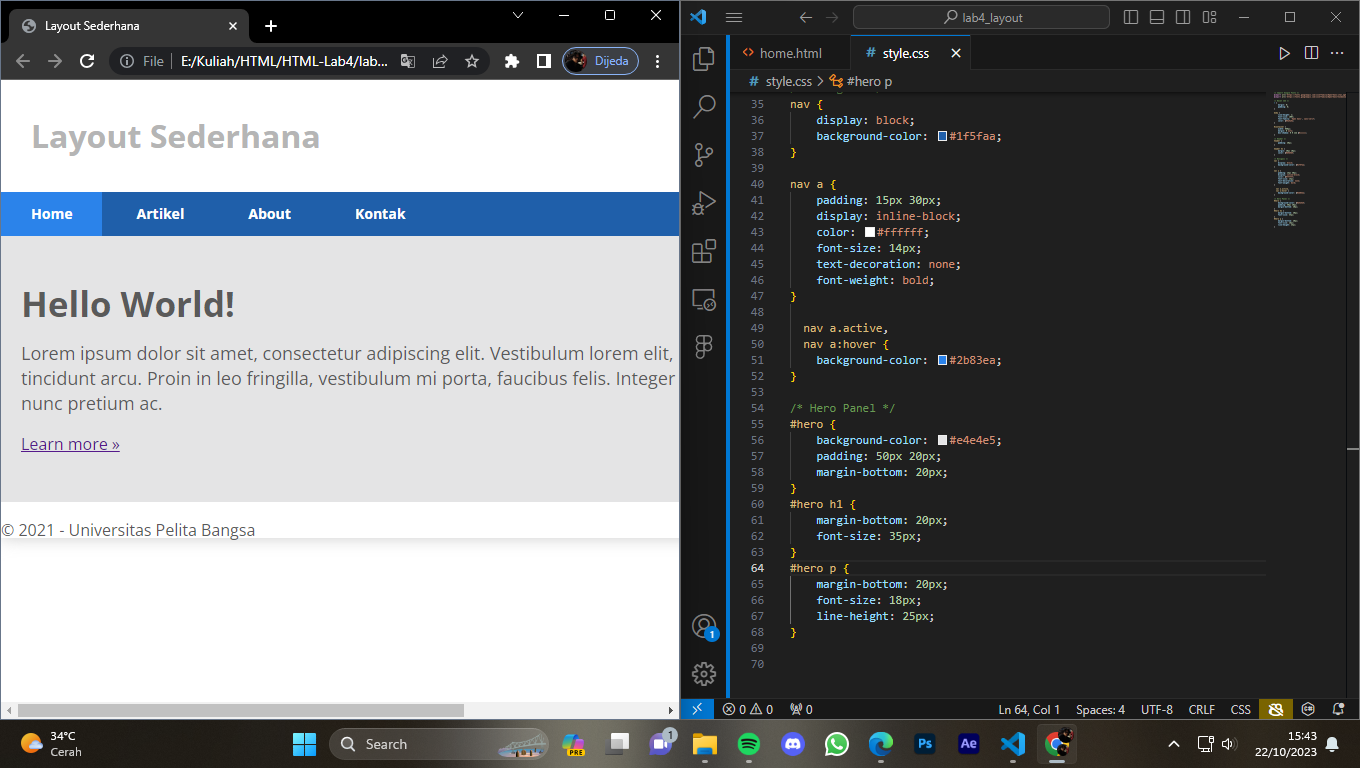 Layout Sederhana
File
E:/Kuliah/HTML/HTML-Lab4/lab...
Dijeda
Layout Sederhana
Home Artikel About Kontak
Hello World!
Lorem ipsum dolor sit amet, consectetur adipiscing elit. Vestibulum lorem elit,
tincidunt arcu. Proin in leo fringilla, vestibulum mi porta, faucibus felis. Integer
nunc pretium ac.
Learn more »
© 2021 - Universitas Pelita Bangsa
lab4_layout
<> home.html
# style.css
# style.css > #hero p
35 nav {
36 display: block;
37 background-color: #1f5faa;
38 }
39
40 nav a {
41 padding: 15px 30px;
42 display: inline-block;
43 color: #ffffff;
44 font-size: 14px;
45 text-decoration: none;
46 font-weight: bold;
47 }
48
49 nav a.active,
50 nav a:hover {
51 background-color: #2b83ea;
52 }
53
54 /* Hero Panel */
55 #hero {
56 background-color: #e4e4e5;
57 padding: 50px 20px;
58 margin-bottom: 20px;
59 }
60 #hero h1 {
61 margin-bottom: 20px;
62 font-size: 35px;
63 }
64 #hero p {
65 margin-bottom: 20px;
66 font-size: 18px;
67 line-height: 25px;
68 }
69
70
1
0 0 0 Ln 64, Col 1 Spaces: 4 UTF-8 CRLF CSS
34°C
Cerah
Search
PRE
1
Ps
Ae
15:43
22/10/2023